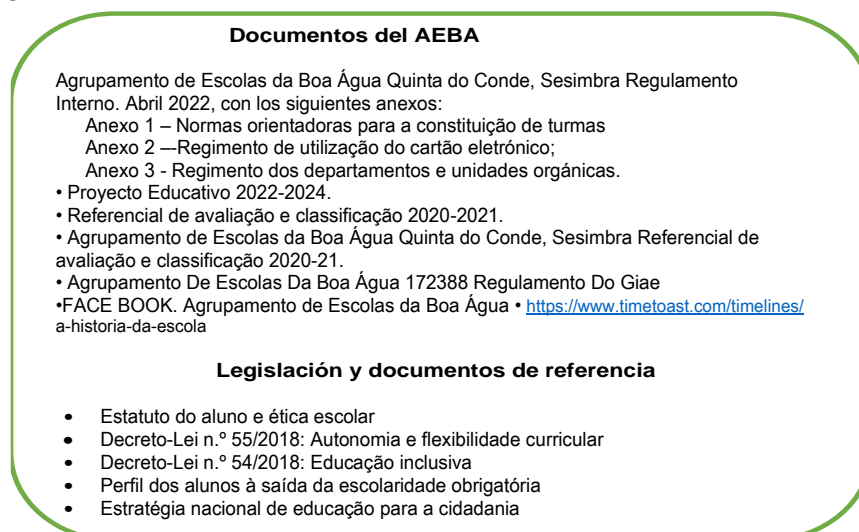 Documentos del AEBA
Agrupamento de Escolas da Boa Água Quinta do Conde, Sesimbra Regulamento
Interno. Abril 2022, con los siguientes anexos:
Anexo 1 – Normas orientadoras para a constituição de turmas
Anexo 2 –-Regimento de utilização do cartão eletrónico;
Anexo 3 - Regimento dos departamentos e unidades orgánicas.
• Proyecto Educativo 2022-2024.
• Referencial de avaliação e classificação 2020-2021.
• Agrupamento de Escolas da Boa Água Quinta do Conde, Sesimbra Referencial de
avaliação e classificação 2020-21.
• Agrupamento De Escolas Da Boa Água 172388 Regulamento Do Giae
•FACE BOOK. Agrupamento de Escolas da Boa Água • https://www.timetoast.com/timelines/
a-historia-da-escola
Legislación y documentos de referencia
• Estatuto do aluno e ética escolar
• Decreto-Lei n.º 55/2018: Autonomia e flexibilidade curricular
• Decreto-Lei n.º 54/2018: Educação inclusiva
• Perfil dos alunos à saída da escolaridade obrigatória
• Estratégia nacional de educação para a cidadania